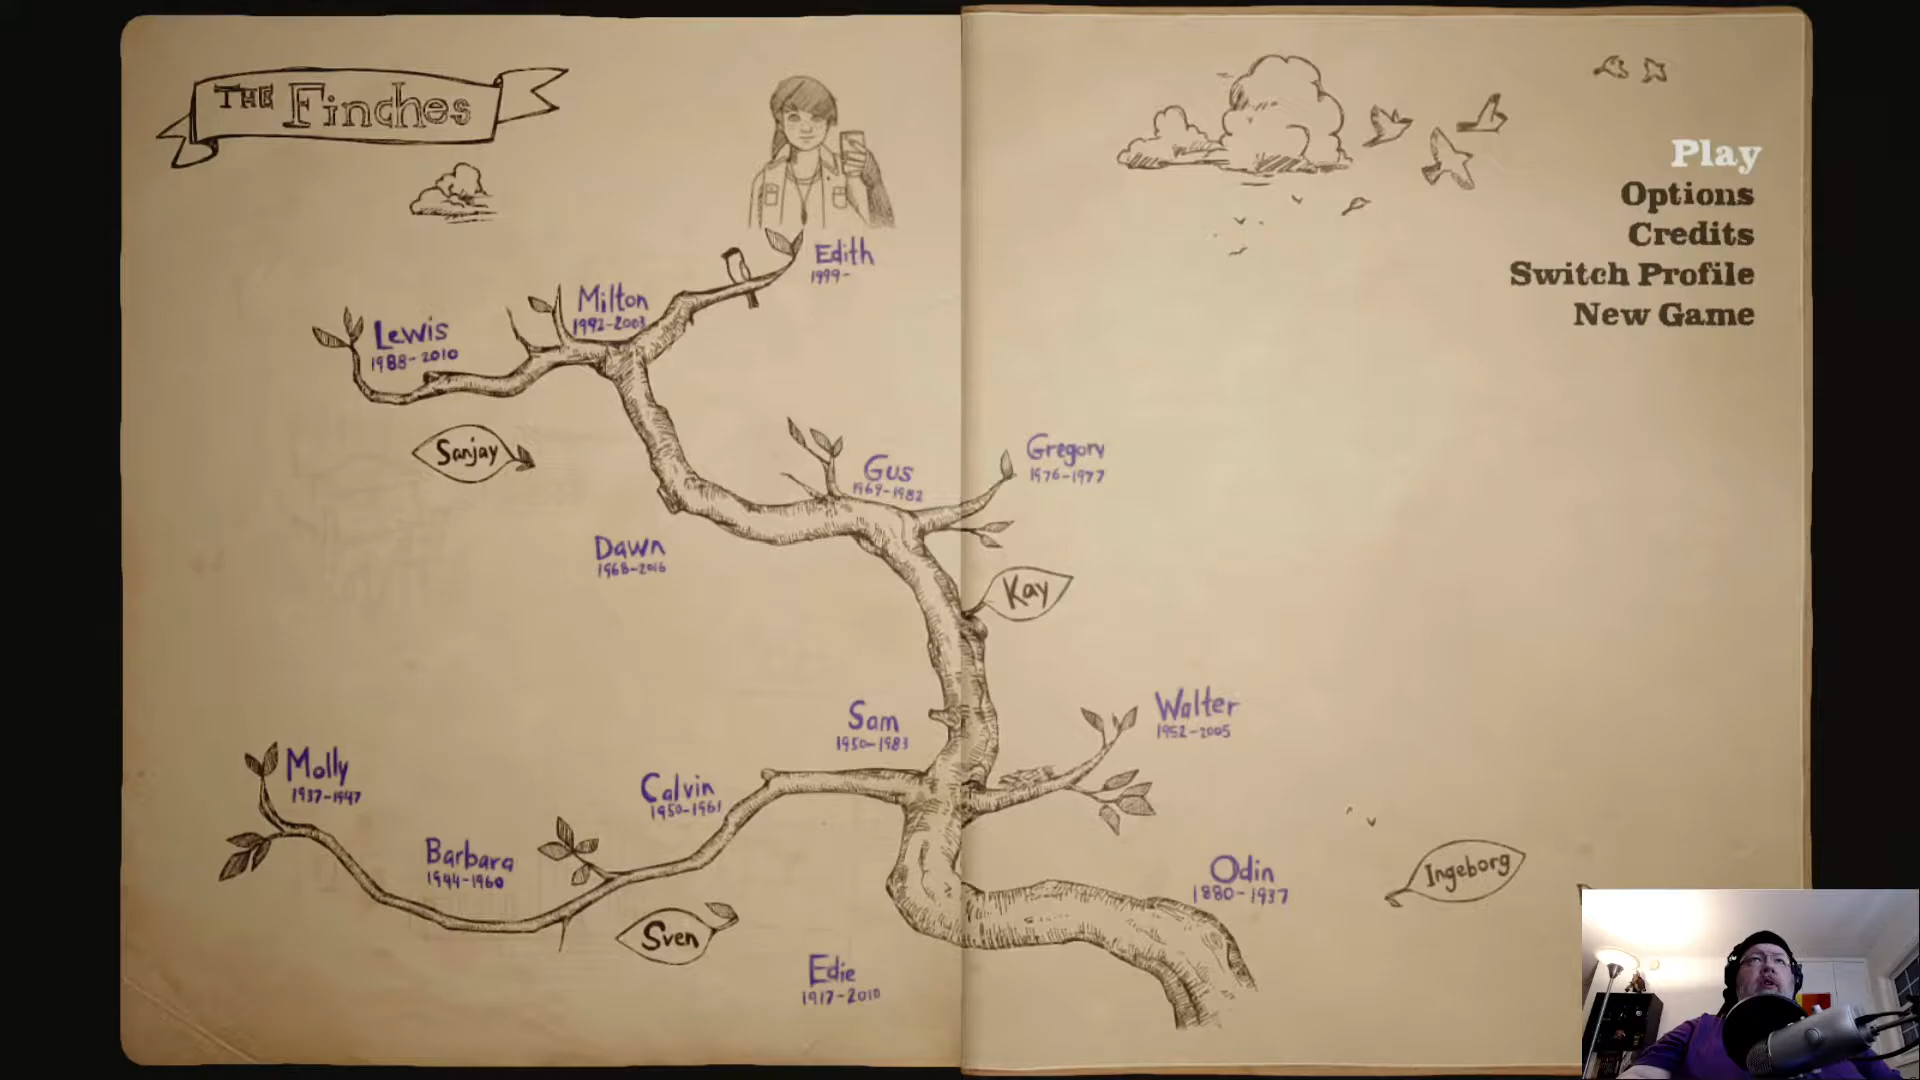 THE Finches
Edith
1999-
Milton
1992-2003
Lewis
1988-2010
Sanjay
Gus
1969-1982
Gregory
1976-1977
Dawn
1968-2016
Kay
Sam
1950-1983
Walter
1952-2005
Molly
1937-1947
Calvin
1950-1961
Barbara
1944-1960
Sven
Odin
1880-1937
Ingeborg
Edie
1917-2010
Play
Options
Credits
Switch Profile
New Game